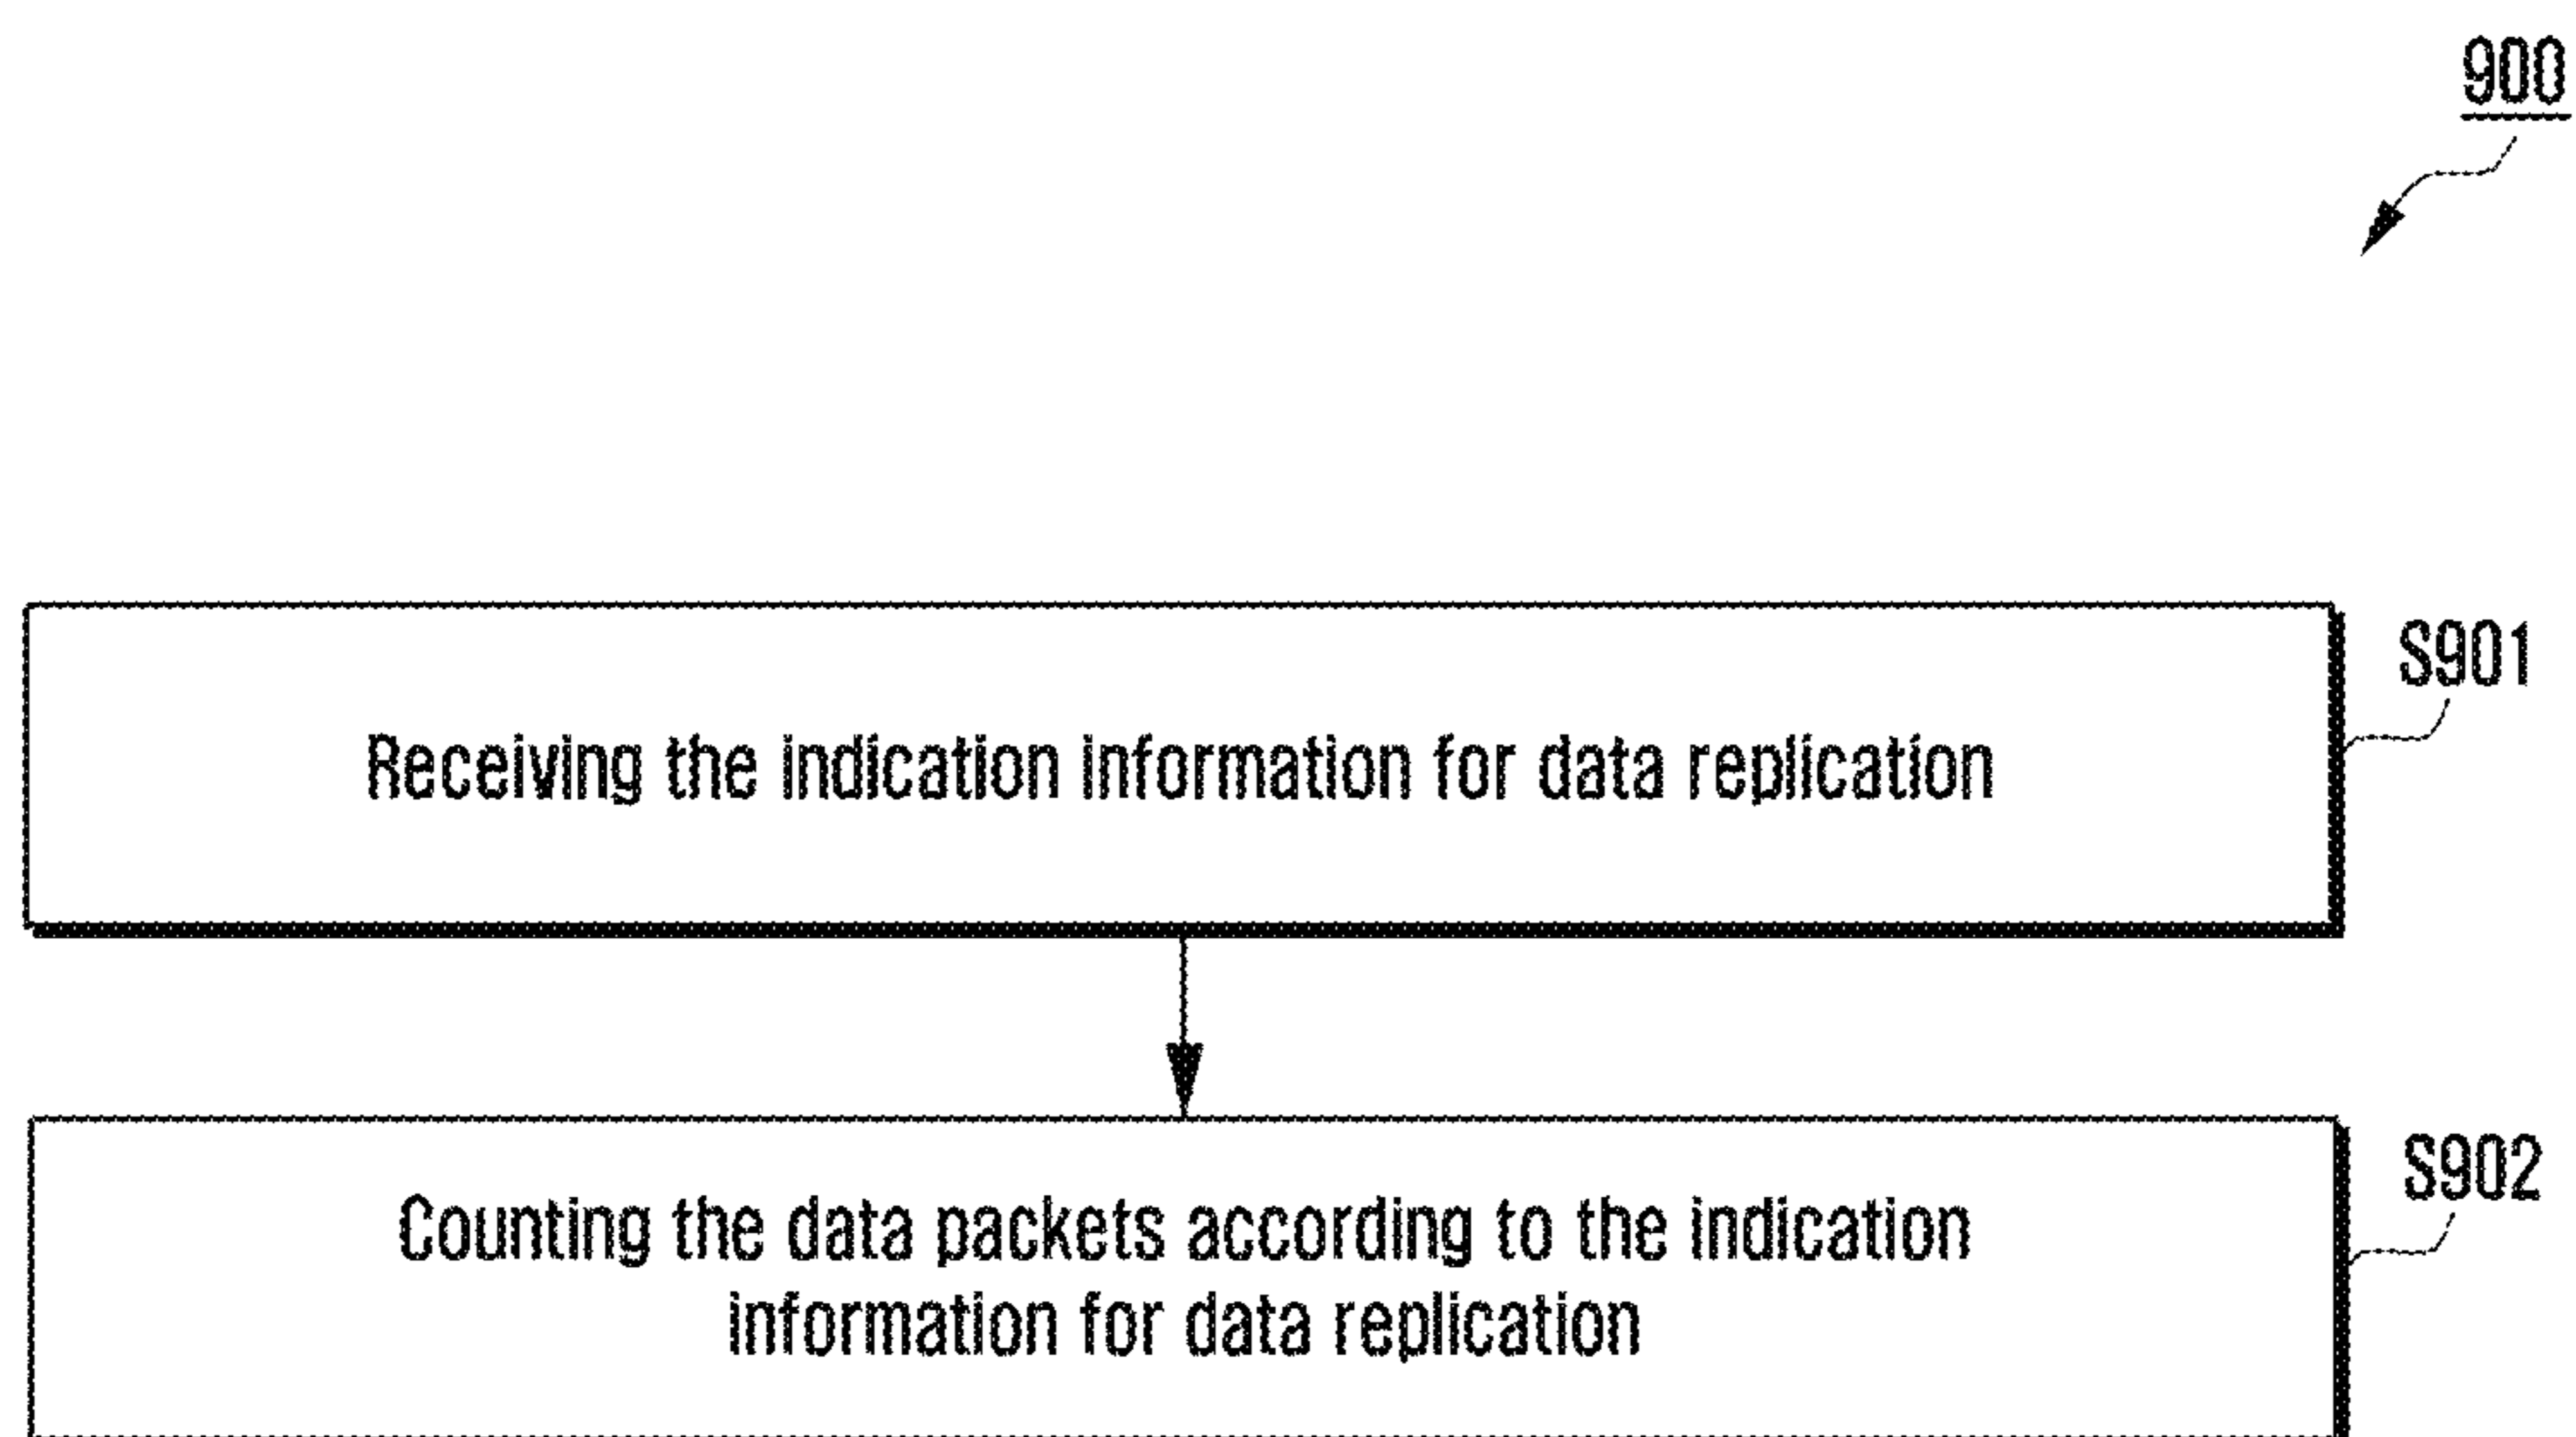 900
S901
Receiving the indication information for data replication
S902
Counting the data packets according to the indication
information for data replication